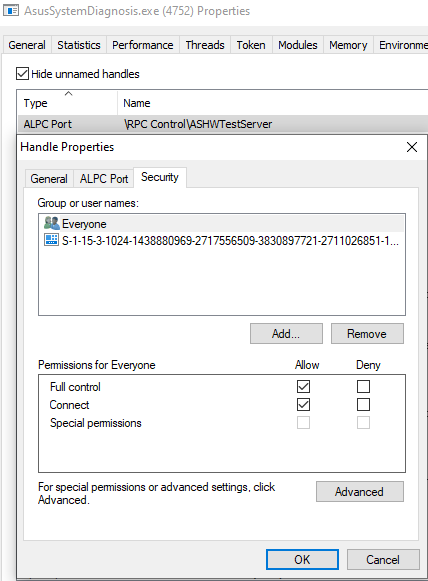 AsusSystemDiagnosis.exe (4752) Properties
General Statistics Performance Threads Token Modules Memory Environme
Hide unnamed handles
Type Name
ALPC Port \RPC Control\ASHWTestServer
Handle Properties
General ALPC Port Security
Group or user names:
Everyone
S-1-15-3-1024-1438880969-2717556509-3830897721-2711026851-1...
Add... Remove
Permissions for Everyone Allow Deny
Full control
Connect
Special permissions
For special permissions or advanced settings, click
Advanced.
Advanced
OK Cancel